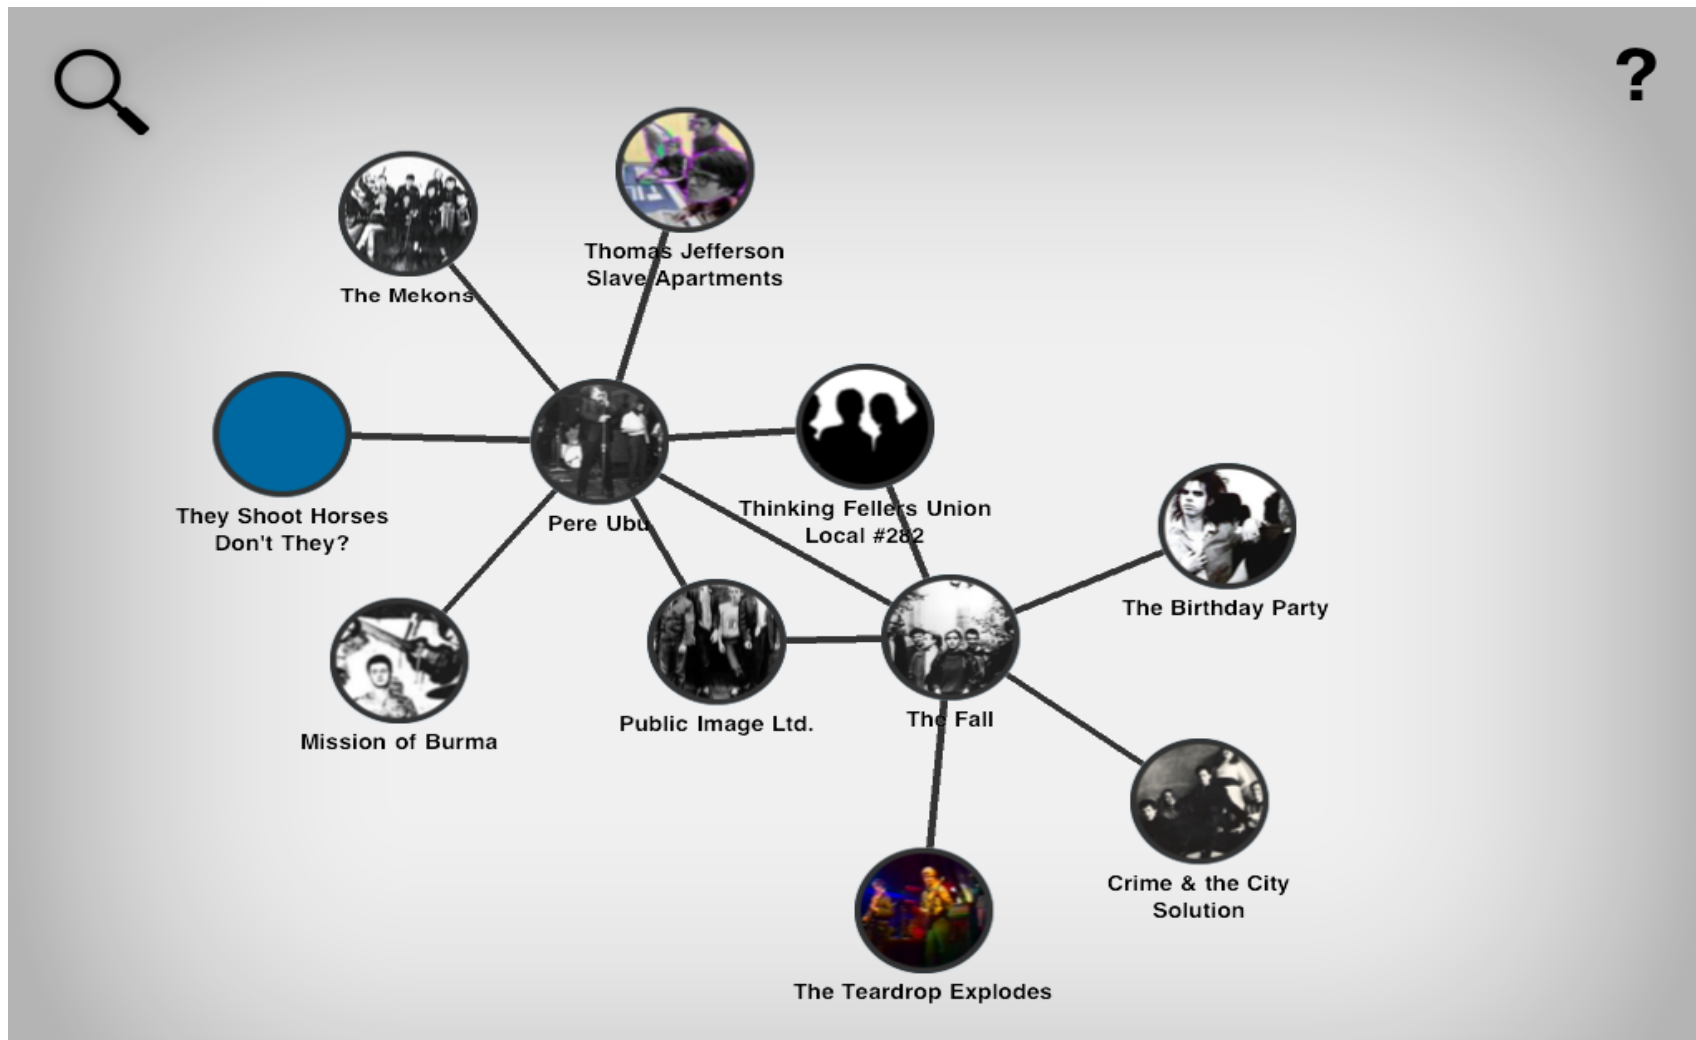 ?
Thomas Jefferson
Slave Apartments
The Mekons
They Shoot Horses
Don't They?
Pere Ubu
Thinking Fellers Union
Local #282
The Birthday Party
Mission of Burma
Public Image Ltd.
The Fall
Crime & the City
Solution
The Teardrop Explodes